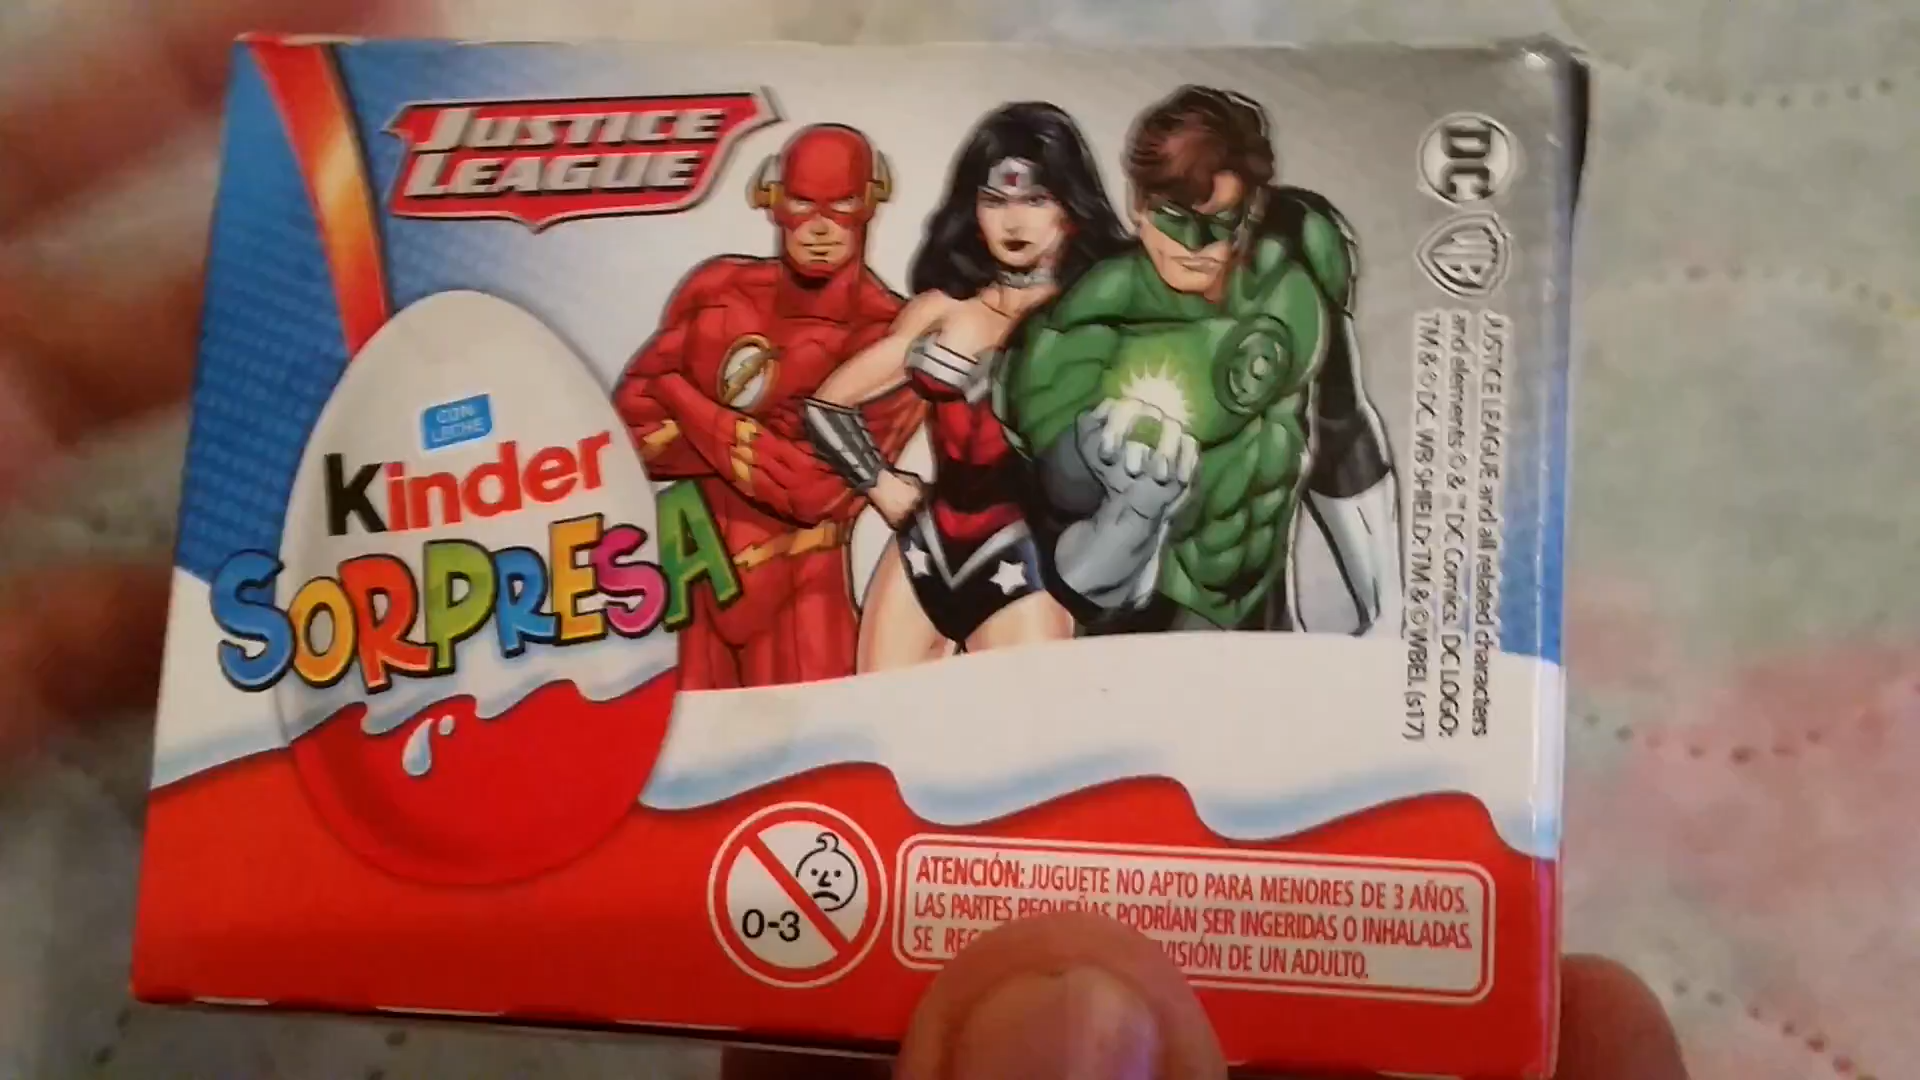 JUSTICE
LEAGUE
CON
LECHE
Kinder
SORPRESA
DC
WB
JUSTICE LEAGUE and all related characters
and elements © & ™ DC Comics. DC LOGO:
TM & © DC. WB SHIELD: TM & © WBEI. (s17)
0-3
ATENCIÓN: JUGUETE NO APTO PARA MENORES DE 3 AÑOS.
LAS PARTES PEQUEÑAS PODRÍAN SER INGERIDAS O INHALADAS.
SE DE UN ADULTO.